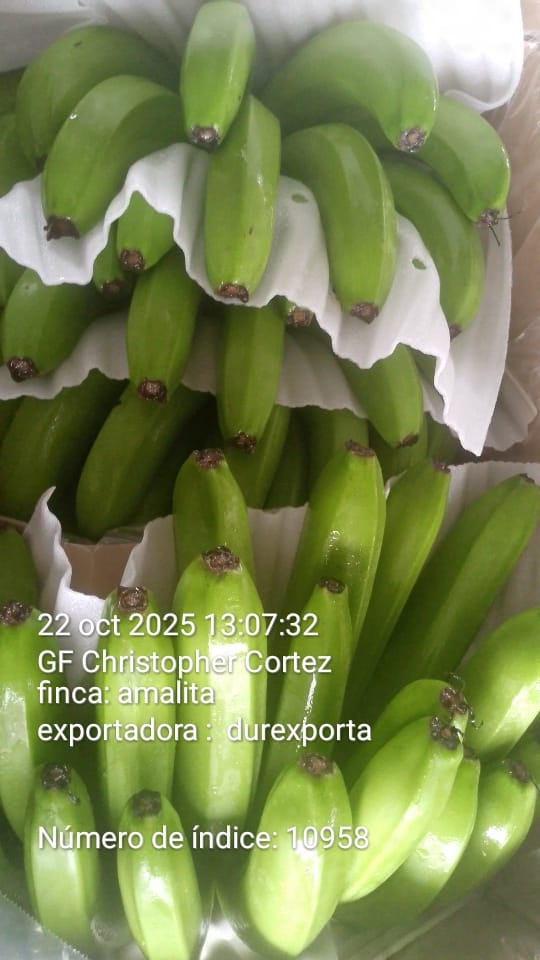 22 oct 2025 13:07:32
GF Christopher Cortez
finca: amalita
exportadora :  durexporta
Número de índice: 10958